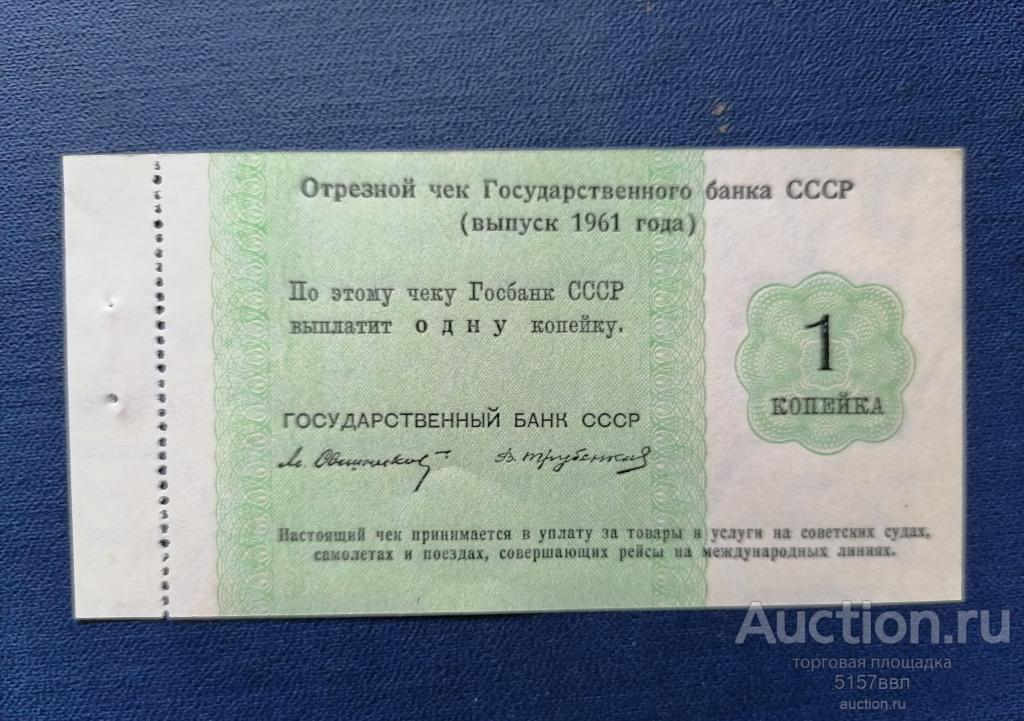 Отрезной чек Государственного банка СССР
(выпуск 1961 года)
По этому чеку Госбанк СССР
выплатит одну копейку.
1
КОПЕЙКА
ГОСУДАРСТВЕННЫЙ БАНК СССР
Настоящий чек принимается в уплату за товары и услуги на советских судах,
самолетах и поездах, совершающих рейсы на международных линиях.
Auction.ru
торговая площадка
5157ввл
auction.ru